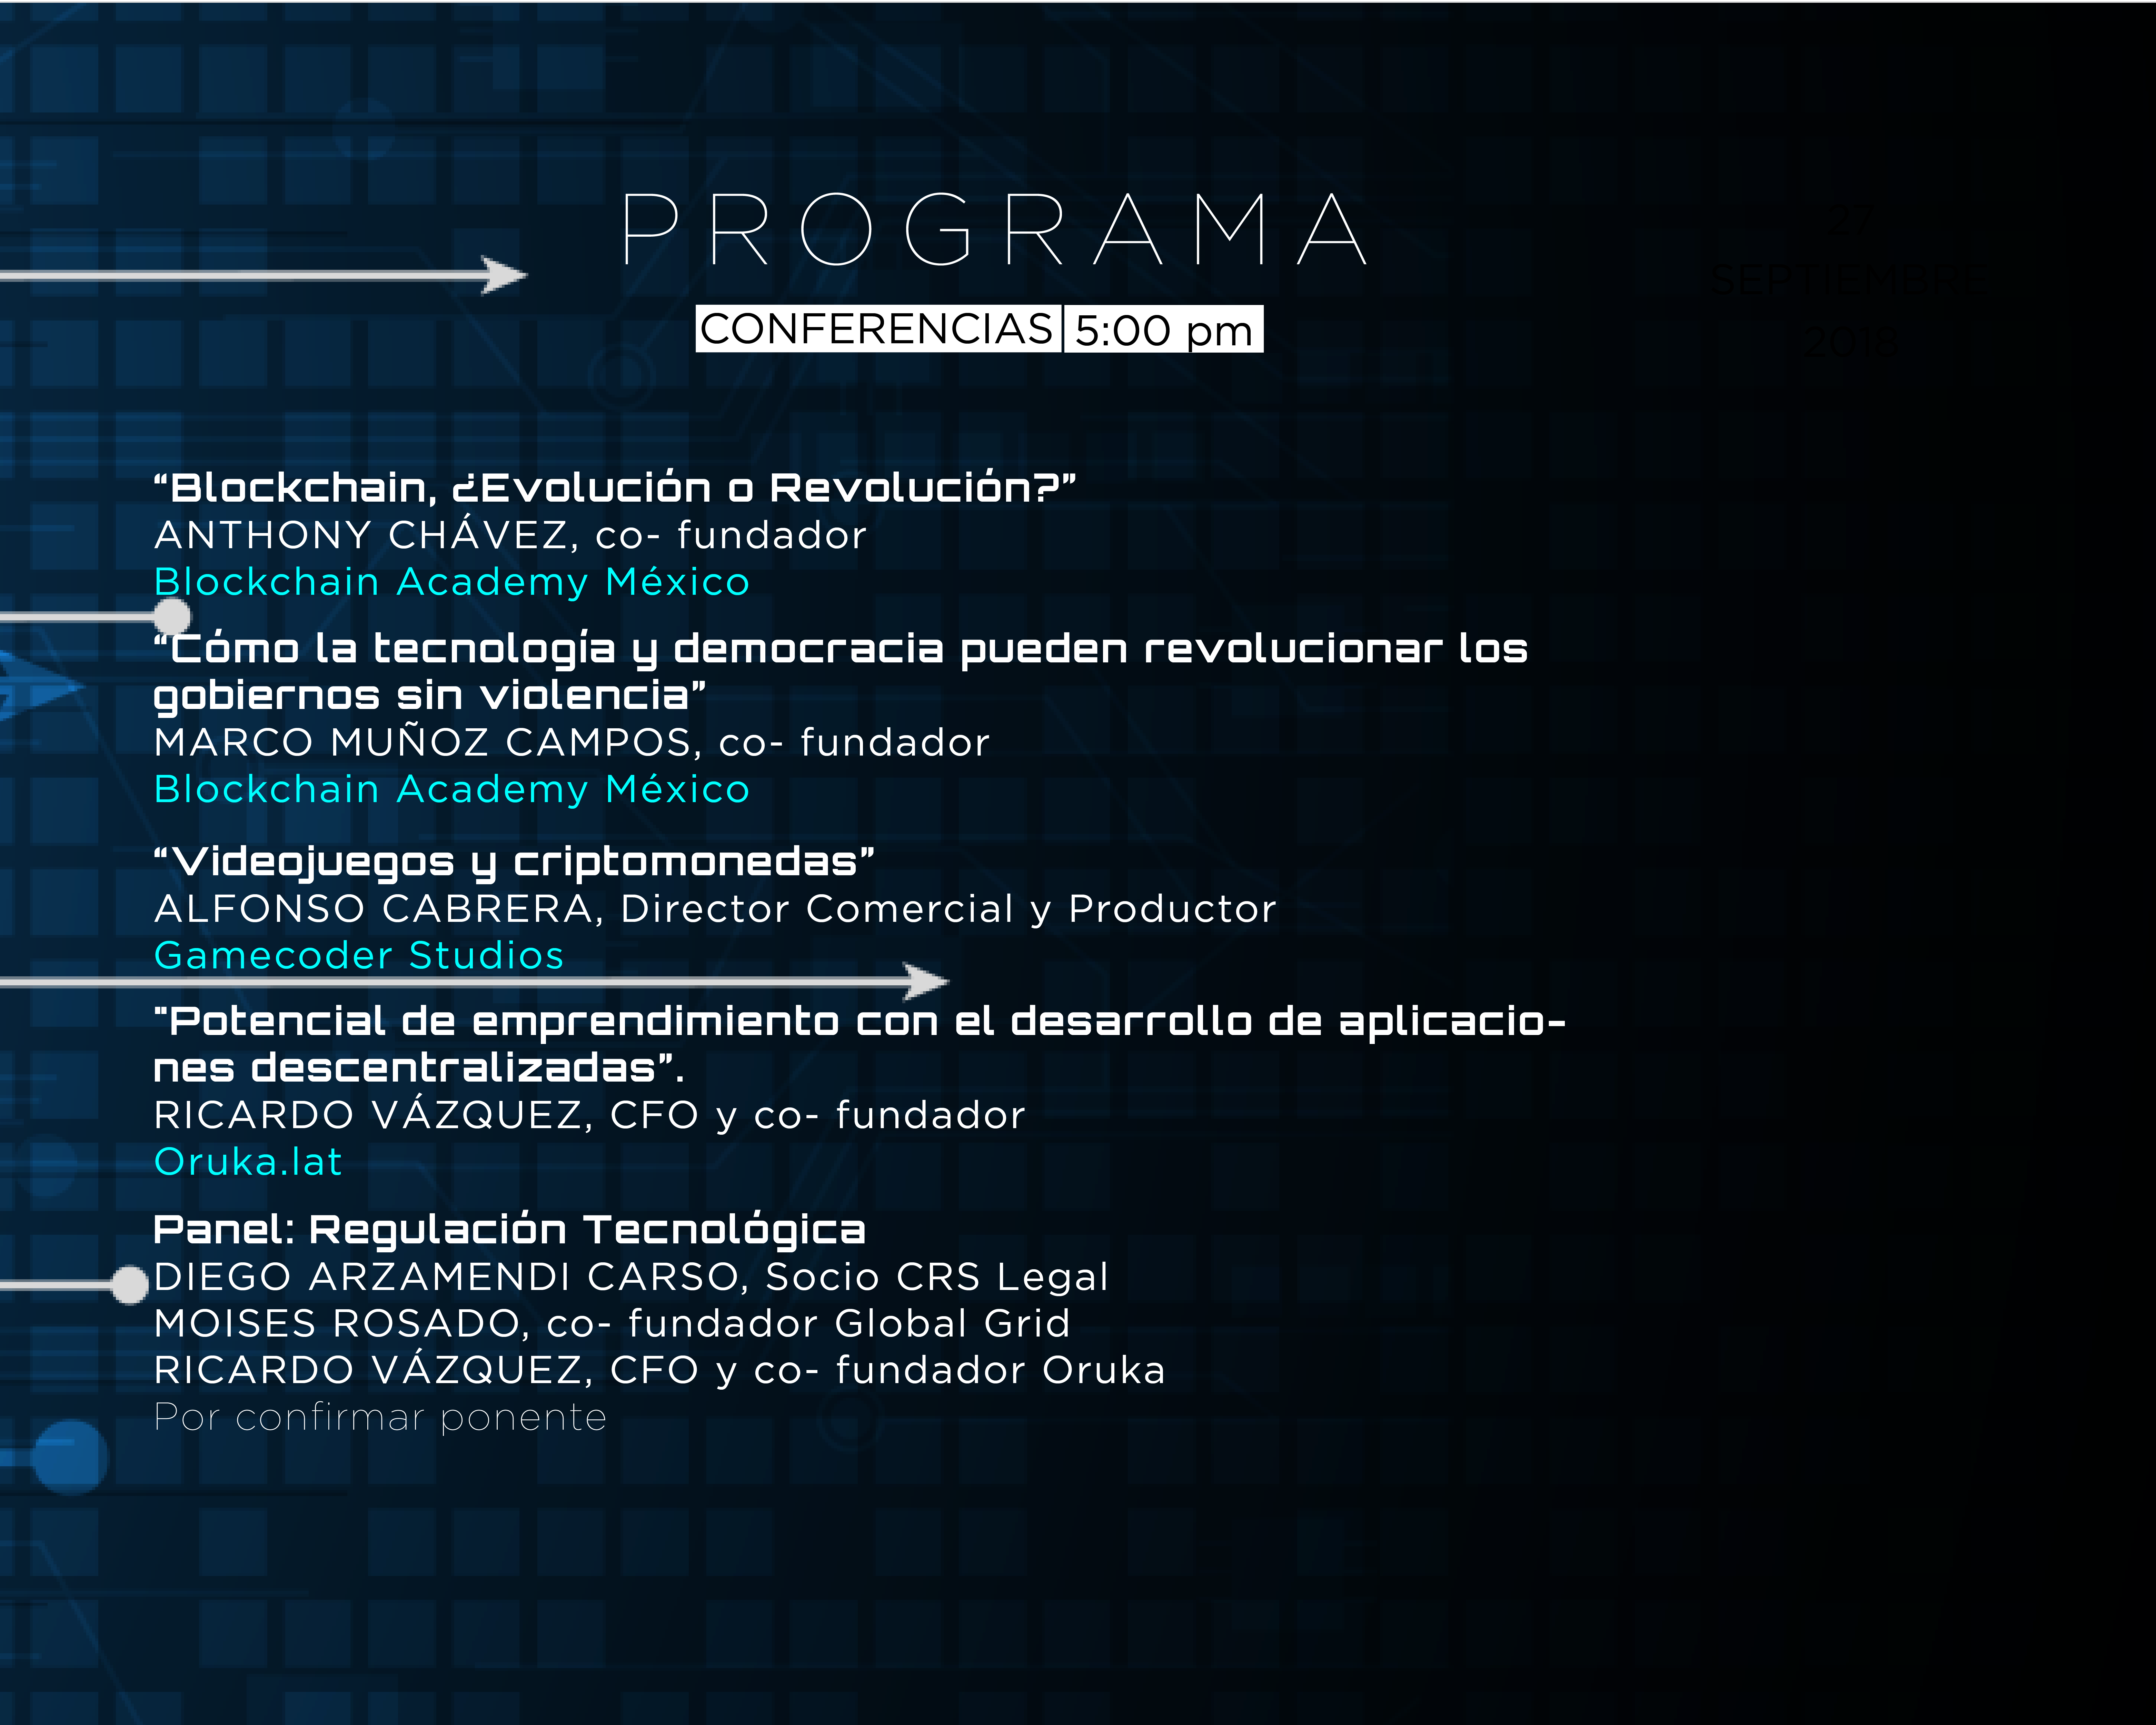 PROGRAMA
27
SEPTIEMBRE
2018
CONFERENCIAS 5:00 pm
“Blockchain, ¿Evolución o Revolución?”
ANTHONY CHÁVEZ, co- fundador
Blockchain Academy México
“Cómo la tecnología y democracia pueden revolucionar los
gobiernos sin violencia”
MARCO MUÑOZ CAMPOS, co- fundador
Blockchain Academy México
“Videojuegos y criptomonedas”
ALFONSO CABRERA, Director Comercial y Productor
Gamecoder Studios
"Potencial de emprendimiento con el desarrollo de aplicacio-
nes descentralizadas”.
RICARDO VÁZQUEZ, CFO y co- fundador
Oruka.lat
Panel: Regulación Tecnológica
DIEGO ARZAMENDI CARSO, Socio CRS Legal
MOISES ROSADO, co- fundador Global Grid
RICARDO VÁZQUEZ, CFO y co- fundador Oruka
Por confirmar ponente